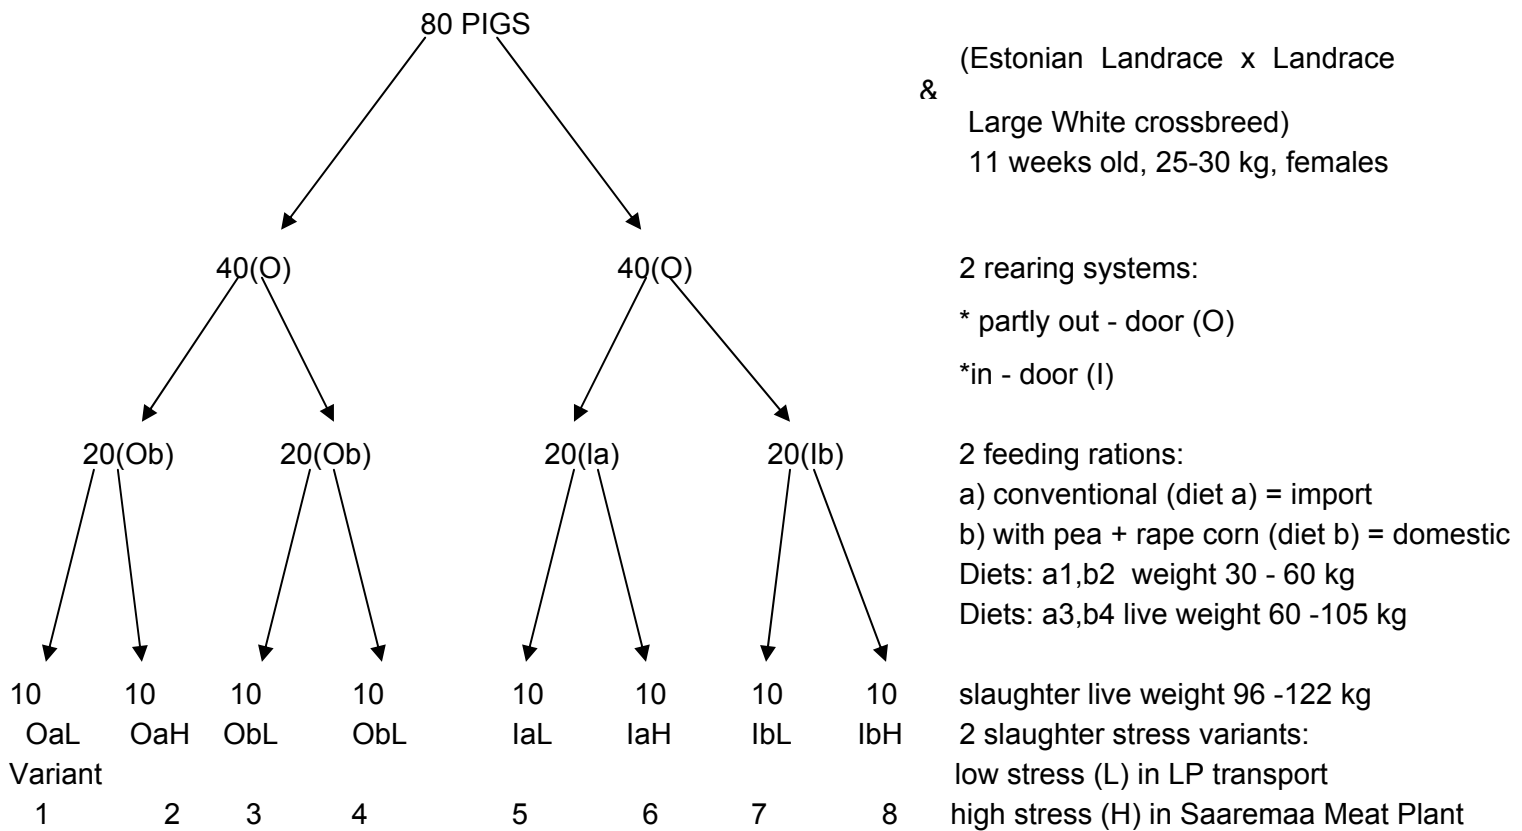 80 PIGS
(Estonian Landrace x Landrace
&
Large White crossbreed)
11 weeks old, 25-30 kg, females
40(O) 40(O) 2 rearing systems:
* partly out - door (O)
*in - door (I)
20(Ob) 20(Ob) 20(Ia) 20(Ib) 2 feeding rations:
a) conventional (diet a) = import
b) with pea + rape corn (diet b) = domestic
Diets: a1,b2 weight 30 - 60 kg
Diets: a3,b4 live weight 60 -105 kg
10 10 10 10 10 10 10 10 slaughter live weight 96 -122 kg
OaL OaH ObL ObL IaL IaH IbL IbH 2 slaughter stress variants:
Variant low stress (L) in LP transport
1 2 3 4 5 6 7 8 high stress (H) in Saaremaa Meat Plant